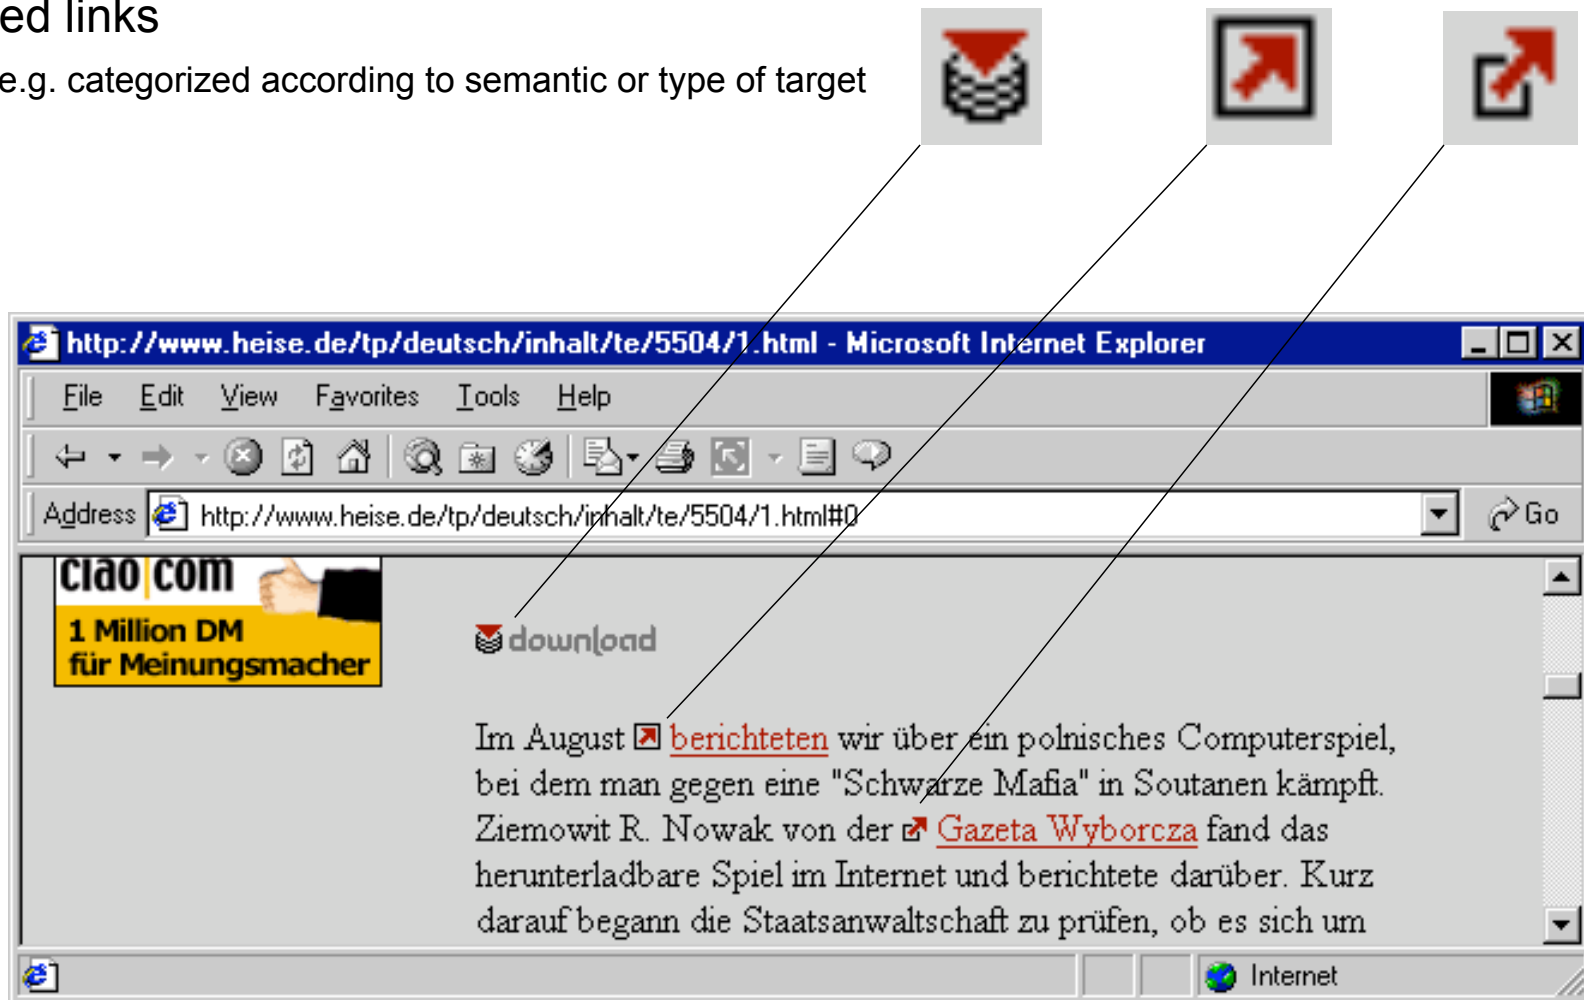 ed links
e.g. categorized according to semantic or type of target
http://www.heise.de/tp/deutsch/inhalt/te/5504/1.html - Microsoft Internet Explorer
File Edit View Favorites Tools Help
Address http://www.heise.de/tp/deutsch/inhalt/te/5504/1.html#0 Go
ciao|com
1 Million DM
für Meinungsmacher
download
Im August berichteten wir über ein polnisches Computerspiel,
bei dem man gegen eine "Schwarze Mafia" in Soutanen kämpft.
Ziemowit R. Nowak von der Gazeta Wyborcza fand das
herunterladbare Spiel im Internet und berichtete darüber. Kurz
darauf begann die Staatsanwaltschaft zu prüfen, ob es sich um
Internet